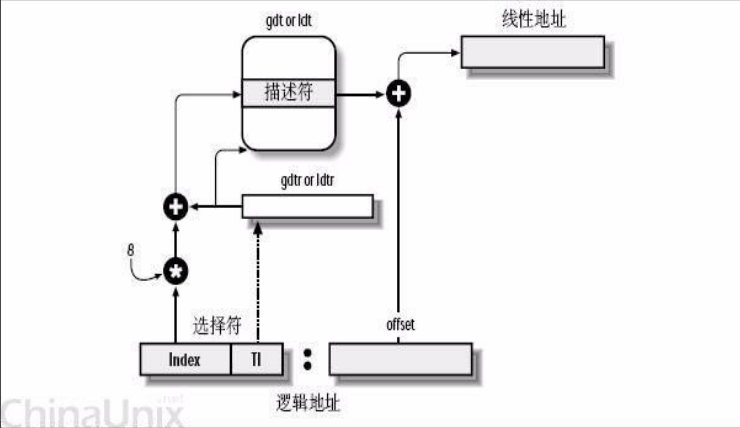 gdt or ldt
线性地址
描述符
gdtr or ldtr
8
选择符
offset
Index
TI
:
逻辑地址
ChinaUnix
.net